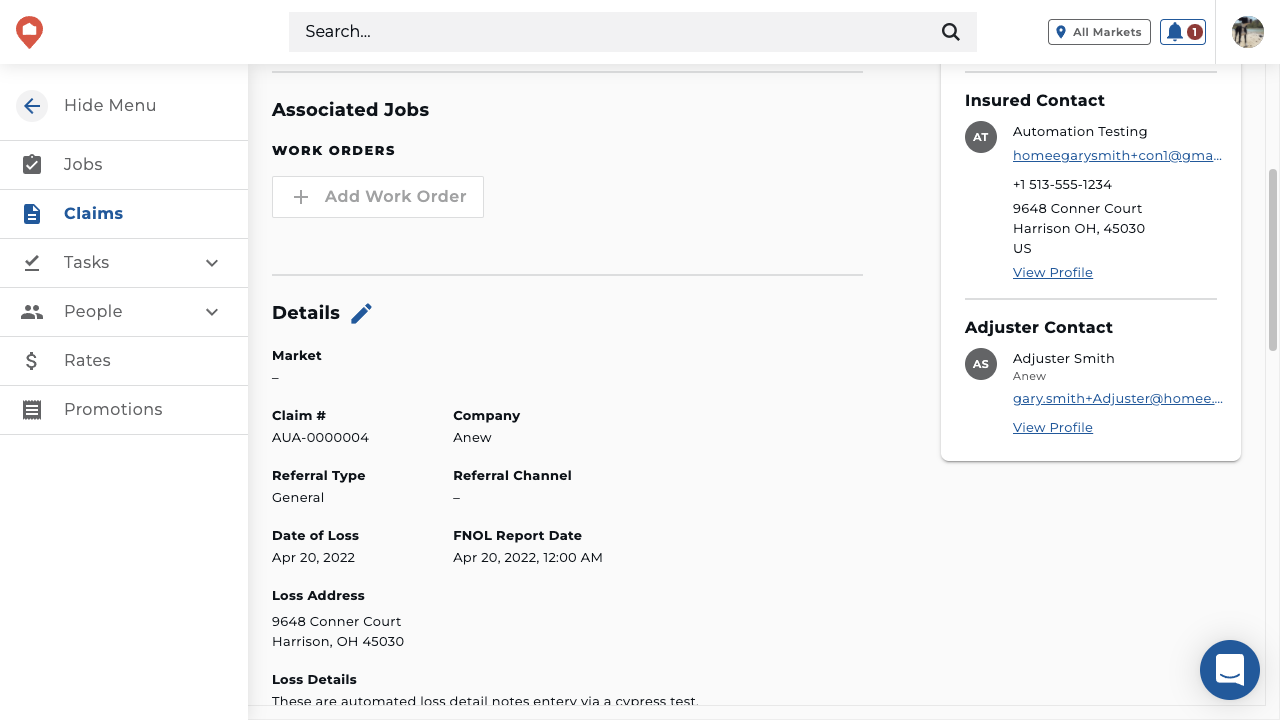 Search...
All Markets
1
Hide Menu
Jobs
Claims
Tasks
People
Rates
Promotions
Associated Jobs
WORK ORDERS
Add Work Order
Details
Market
–
Claim # Company
AUA-0000004 Anew
Referral Type Referral Channel
General –
Date of Loss FNOL Report Date
Apr 20, 2022 Apr 20, 2022, 12:00 AM
Loss Address
9648 Conner Court
Harrison, OH 45030
Loss Details
These are automated loss detail notes entery via a cypress test.
Insured Contact
AT
Automation Testing
homeegarysmith+con1@gma...
+1 513-555-1234
9648 Conner Court
Harrison OH, 45030
US
View Profile
Adjuster Contact
AS
Adjuster Smith
Anew
gary.smith+Adjuster@homee....
View Profile